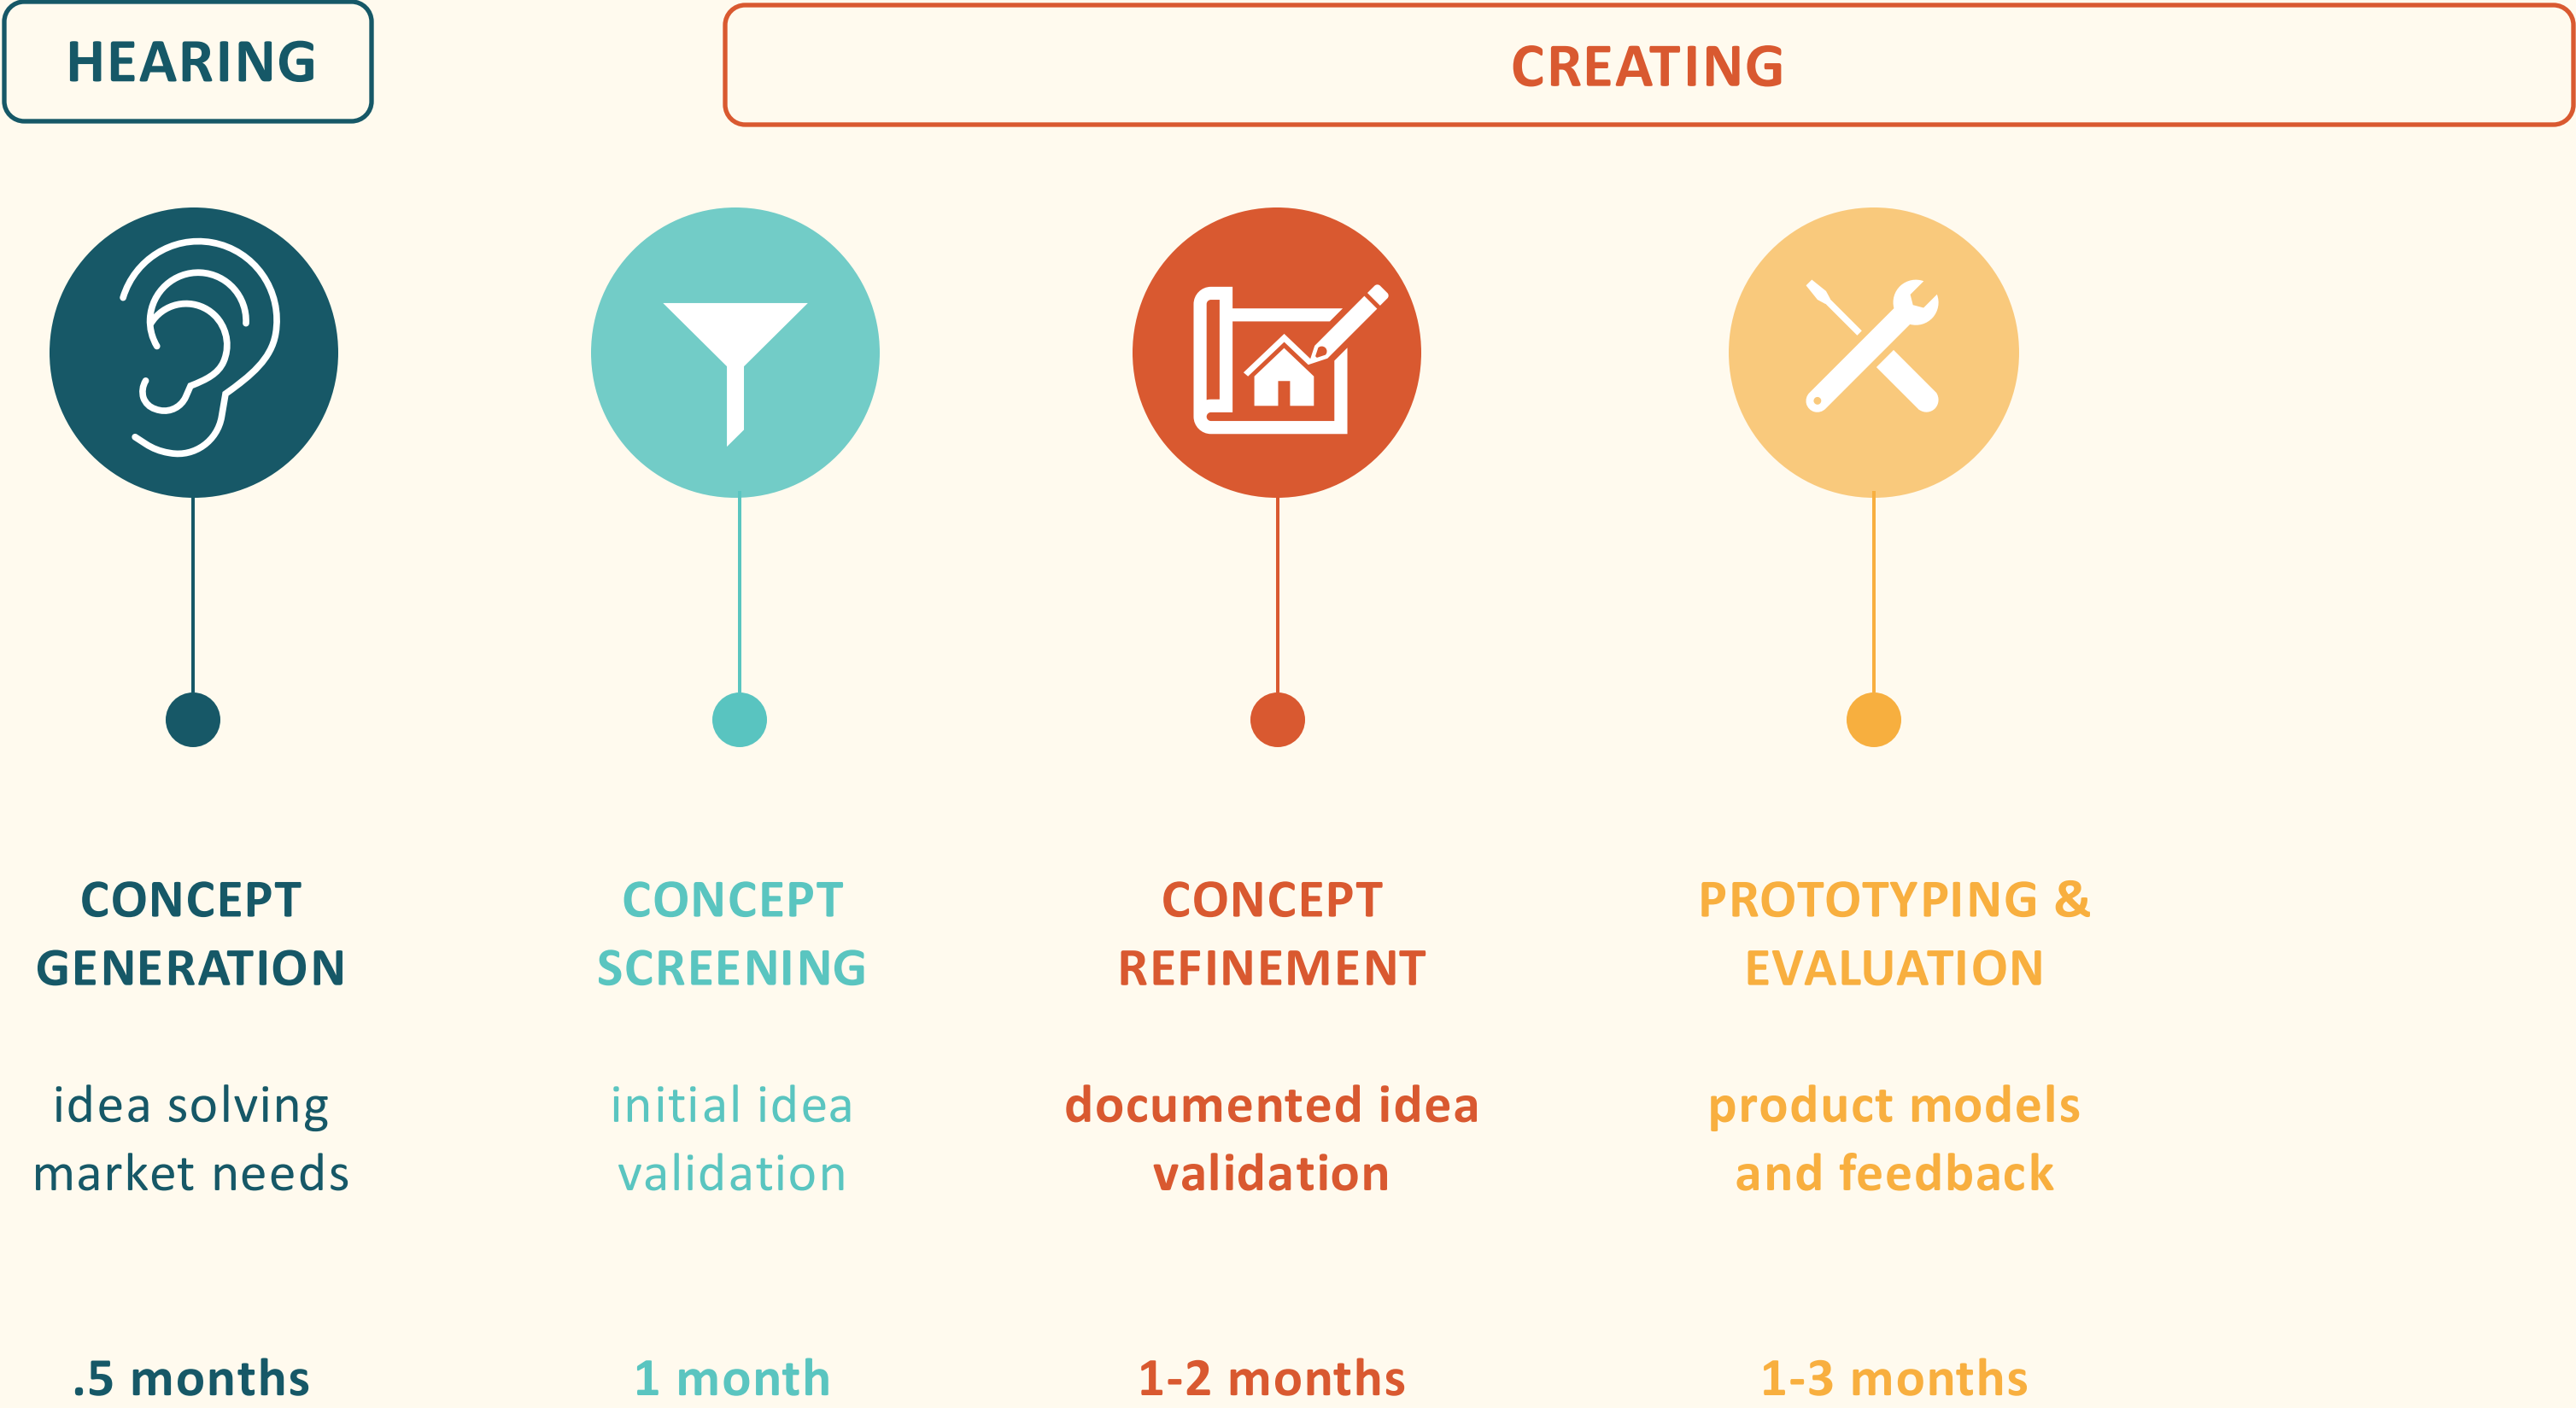 HEARING
CREATING
CONCEPT
GENERATION
idea solving
market needs
.5 months
CONCEPT
SCREENING
initial idea
validation
1 month
CONCEPT
REFINEMENT
documented idea
validation
1-2 months
PROTOTYPING &
EVALUATION
product models
and feedback
1-3 months